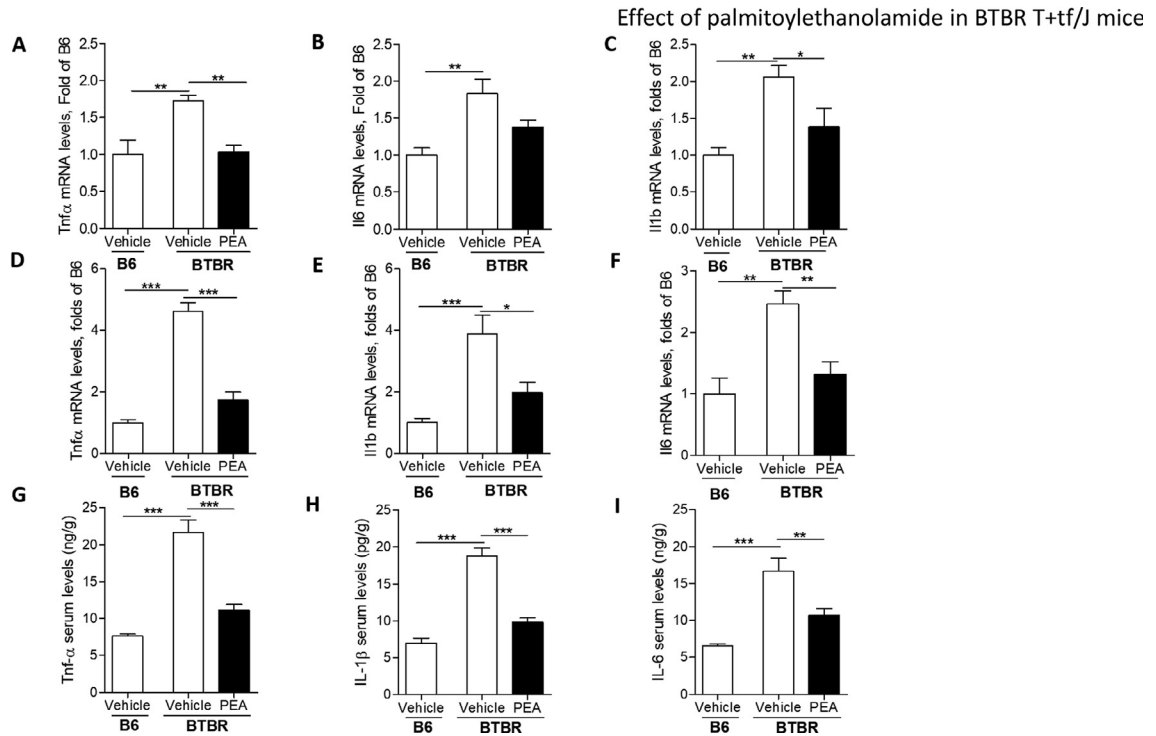 Effect of palmitoylethanolamide in BTBR T+tf/J mice
A
Tnfα mRNA levels, Fold of B6
2.5
2.0
1.5
1.0
0.5
0.0
** **
Vehicle Vehicle PEA
B6 BTBR
B
Il6 mRNA levels, Fold of B6
2.5
2.0
1.5
1.0
0.5
0.0
**
Vehicle Vehicle PEA
B6 BTBR
C
Il1b mRNA levels, folds of B6
2.5
2.0
1.5
1.0
0.5
0.0
** *
Vehicle Vehicle PEA
B6 BTBR
D
Tnfα mRNA levels, folds of B6
6
4
2
0
*** ***
Vehicle Vehicle PEA
B6 BTBR
E
Il1b mRNA levels, folds of B6
6
4
2
0
*** *
Vehicle Vehicle PEA
B6 BTBR
F
Il6 mRNA levels, folds of B6
3
2
1
0
** **
Vehicle Vehicle PEA
B6 BTBR
G
Tnf-α serum levels (ng/g)
25
20
15
10
5
0
*** ***
Vehicle Vehicle PEA
B6 BTBR
H
IL-1β serum levels (pg/g)
25
20
15
10
5
0
*** ***
Vehicle Vehicle PEA
B6 BTBR
I
IL-6 serum levels (ng/g)
25
20
15
10
5
0
*** **
Vehicle Vehicle PEA
B6 BTBR